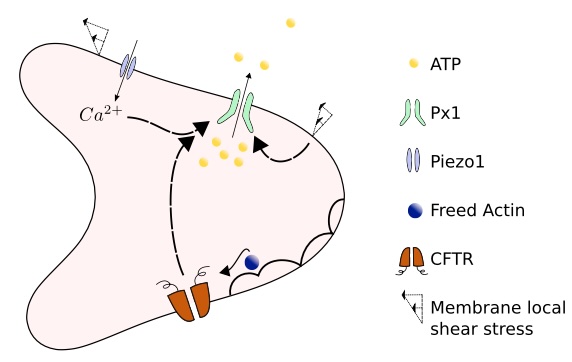 Ca²⁺
ATP
Px1
Piezo1
Freed Actin
CFTR
Membrane local
shear stress